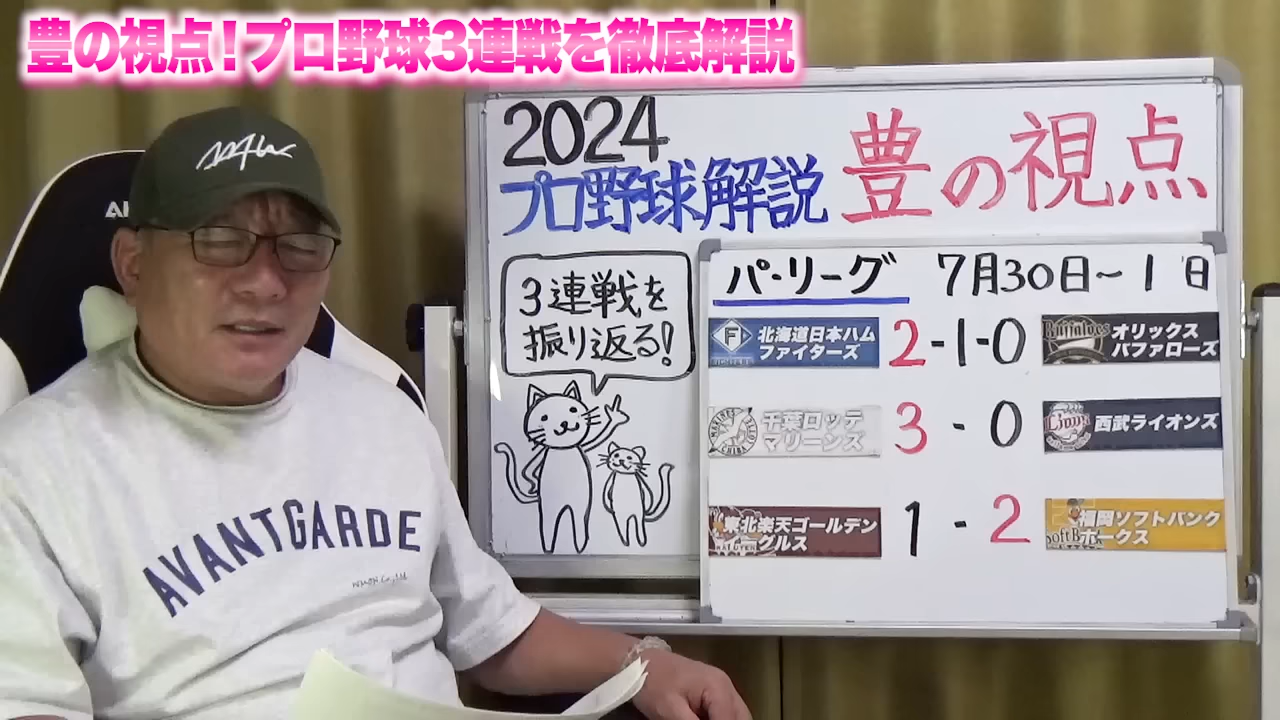 豊の視点！プロ野球3連戦を徹底解説
2024
プロ野球解説 豊の視点
3連戦を
振り返る!
パ・リーグ 7月30日〜1日
北海道日本ハム
ファイターズ
2-1-0
オリックス
バファローズ
千葉ロッテ
マリーンズ
3-0
西武ライオンズ
東北楽天ゴールデン
イーグルス
1-2
福岡ソフトバンク
ホークス
AVANTGARDE